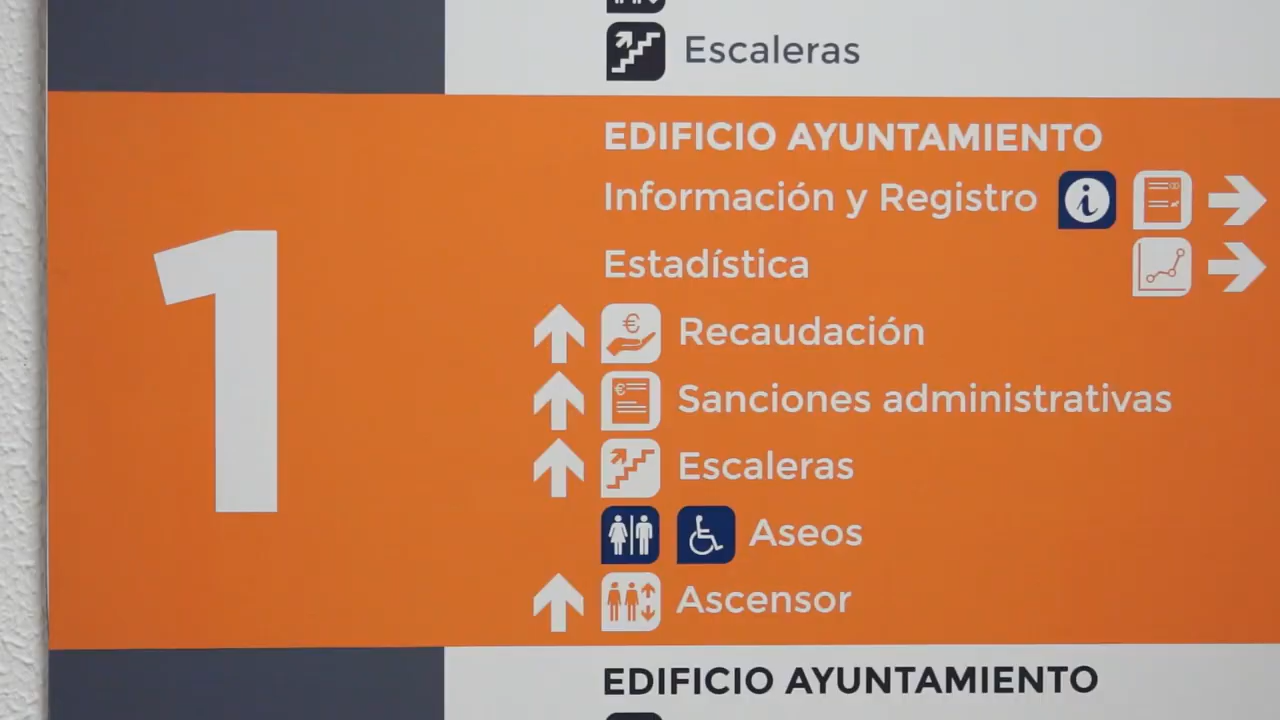 Escaleras
EDIFICIO AYUNTAMIENTO
Información y Registro
Estadística
1
Recaudación
Sanciones administrativas
Escaleras
Aseos
Ascensor
EDIFICIO AYUNTAMIENTO